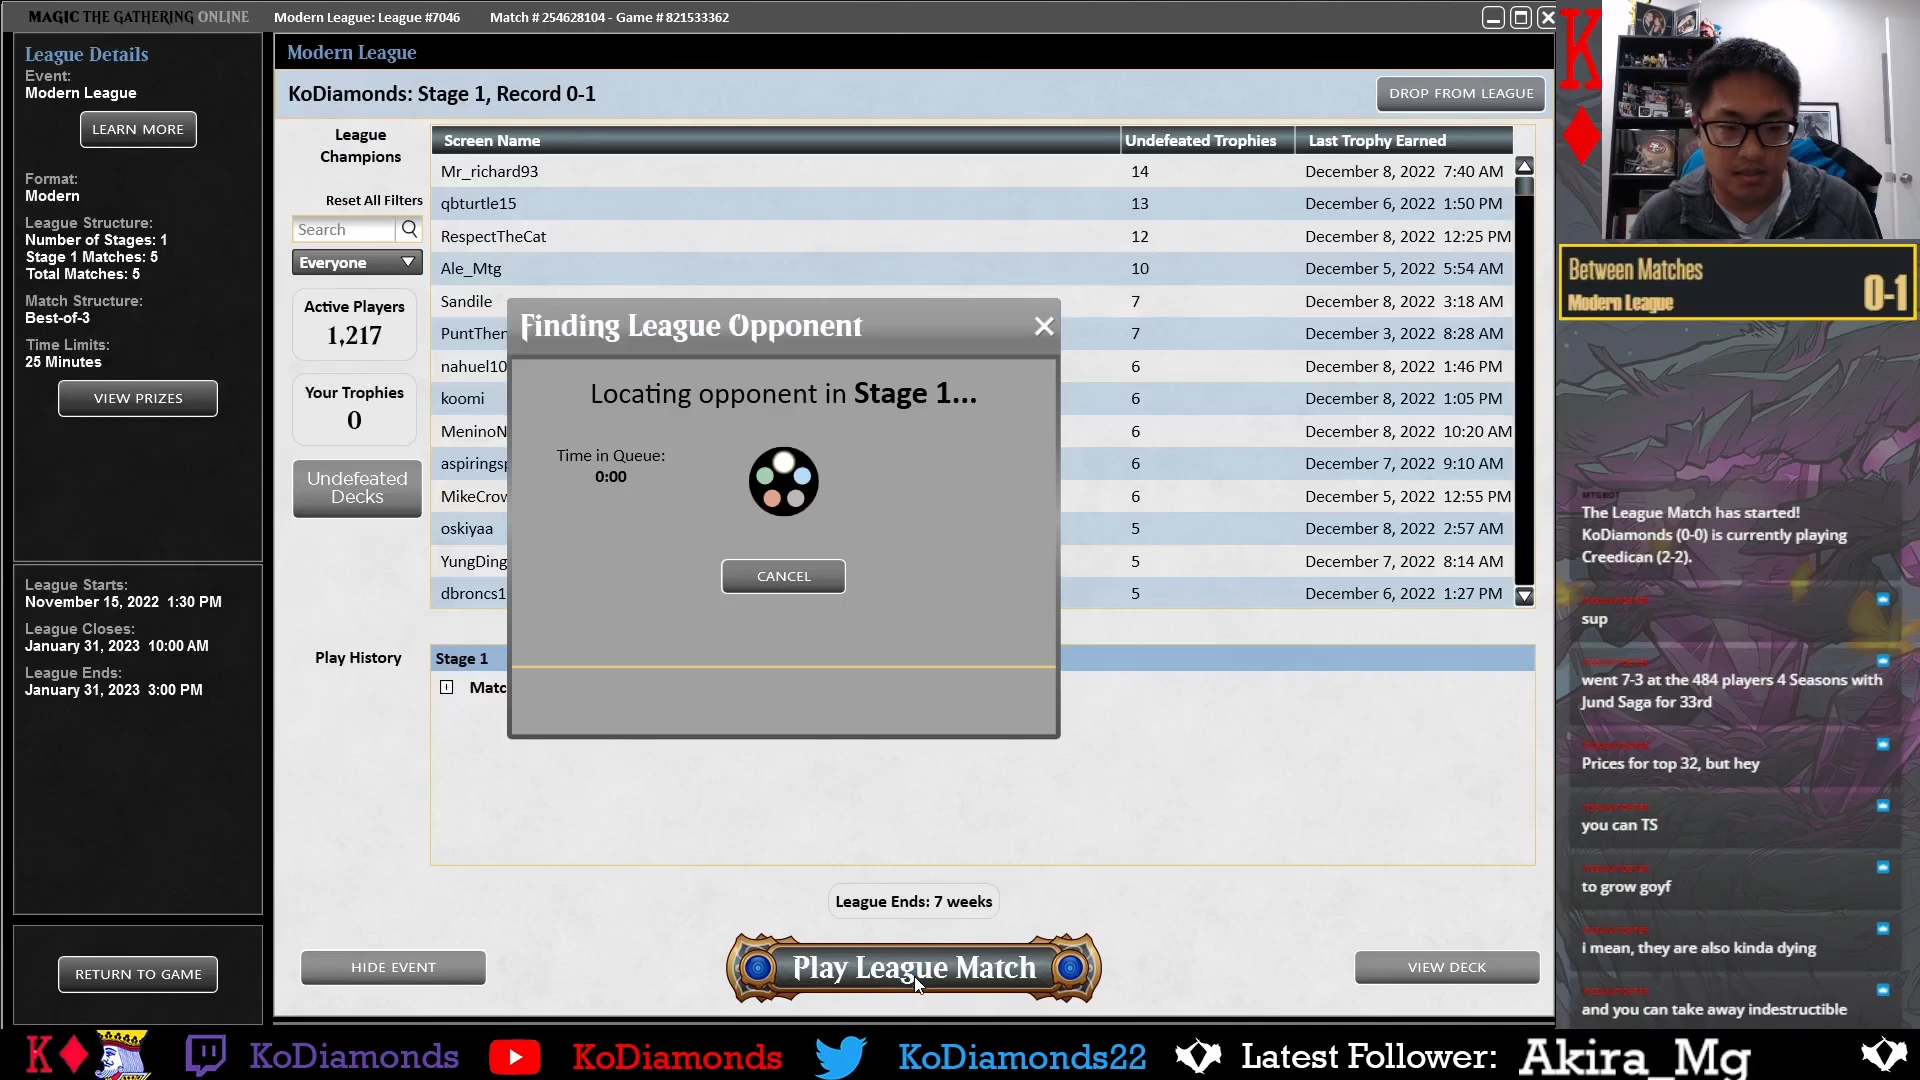 MAGIC THE GATHERING ONLINE
Modern League: League #7046
Match # 254628104 - Game # 821533362
League Details
Event:
Modern League
LEARN MORE
Format:
Modern
League Structure:
Number of Stages: 1
Stage 1 Matches: 5
Total Matches: 5
Match Structure:
Best-of-3
Time Limits:
25 Minutes
VIEW PRIZES
League Starts:
November 15, 2022 1:30 PM
League Closes:
January 31, 2023 10:00 AM
League Ends:
January 31, 2023 3:00 PM
RETURN TO GAME
Modern League
KoDiamonds: Stage 1, Record 0-1
DROP FROM LEAGUE
League
Champions
Reset All Filters
Search
Everyone
Active Players
1,217
Your Trophies
0
Undefeated
Decks
Screen Name Undefeated Trophies Last Trophy Earned
Mr_richard93 14 December 8, 2022 7:40 AM
qbturtle15 13 December 6, 2022 1:50 PM
RespectTheCat 12 December 8, 2022 12:25 PM
Ale_Mtg 10 December 5, 2022 5:54 AM
Sandile 7 December 8, 2022 3:18 AM
PuntTher 7 December 3, 2022 8:28 AM
nahuel10 6 December 8, 2022 1:46 PM
koomi 6 December 8, 2022 1:05 PM
MeninoN 6 December 8, 2022 10:20 AM
aspirings 6 December 7, 2022 9:10 AM
MikeCrov 6 December 5, 2022 12:55 PM
oskiyaa 5 December 8, 2022 2:57 AM
YungDing 5 December 7, 2022 8:14 AM
dbroncs1 5 December 6, 2022 1:27 PM
Finding League Opponent
Locating opponent in Stage 1...
Time in Queue:
0:00
CANCEL
Play History
Stage 1
Matc
League Ends: 7 weeks
HIDE EVENT
Play League Match
VIEW DECK
K
Between Matches
Modern League
0-1
MTGBOT
The League Match has started!
KoDiamonds (0-0) is currently playing
Creedican (2-2).
sup
went 7-3 at the 484 players 4 Seasons with
Jund Saga for 33rd
Prices for top 32, but hey
you can TS
to grow goyf
i mean, they are also kinda dying
and you can take away indestructible
K
KoDiamonds
KoDiamonds
KoDiamonds22
Latest Follower: Akira_Mg